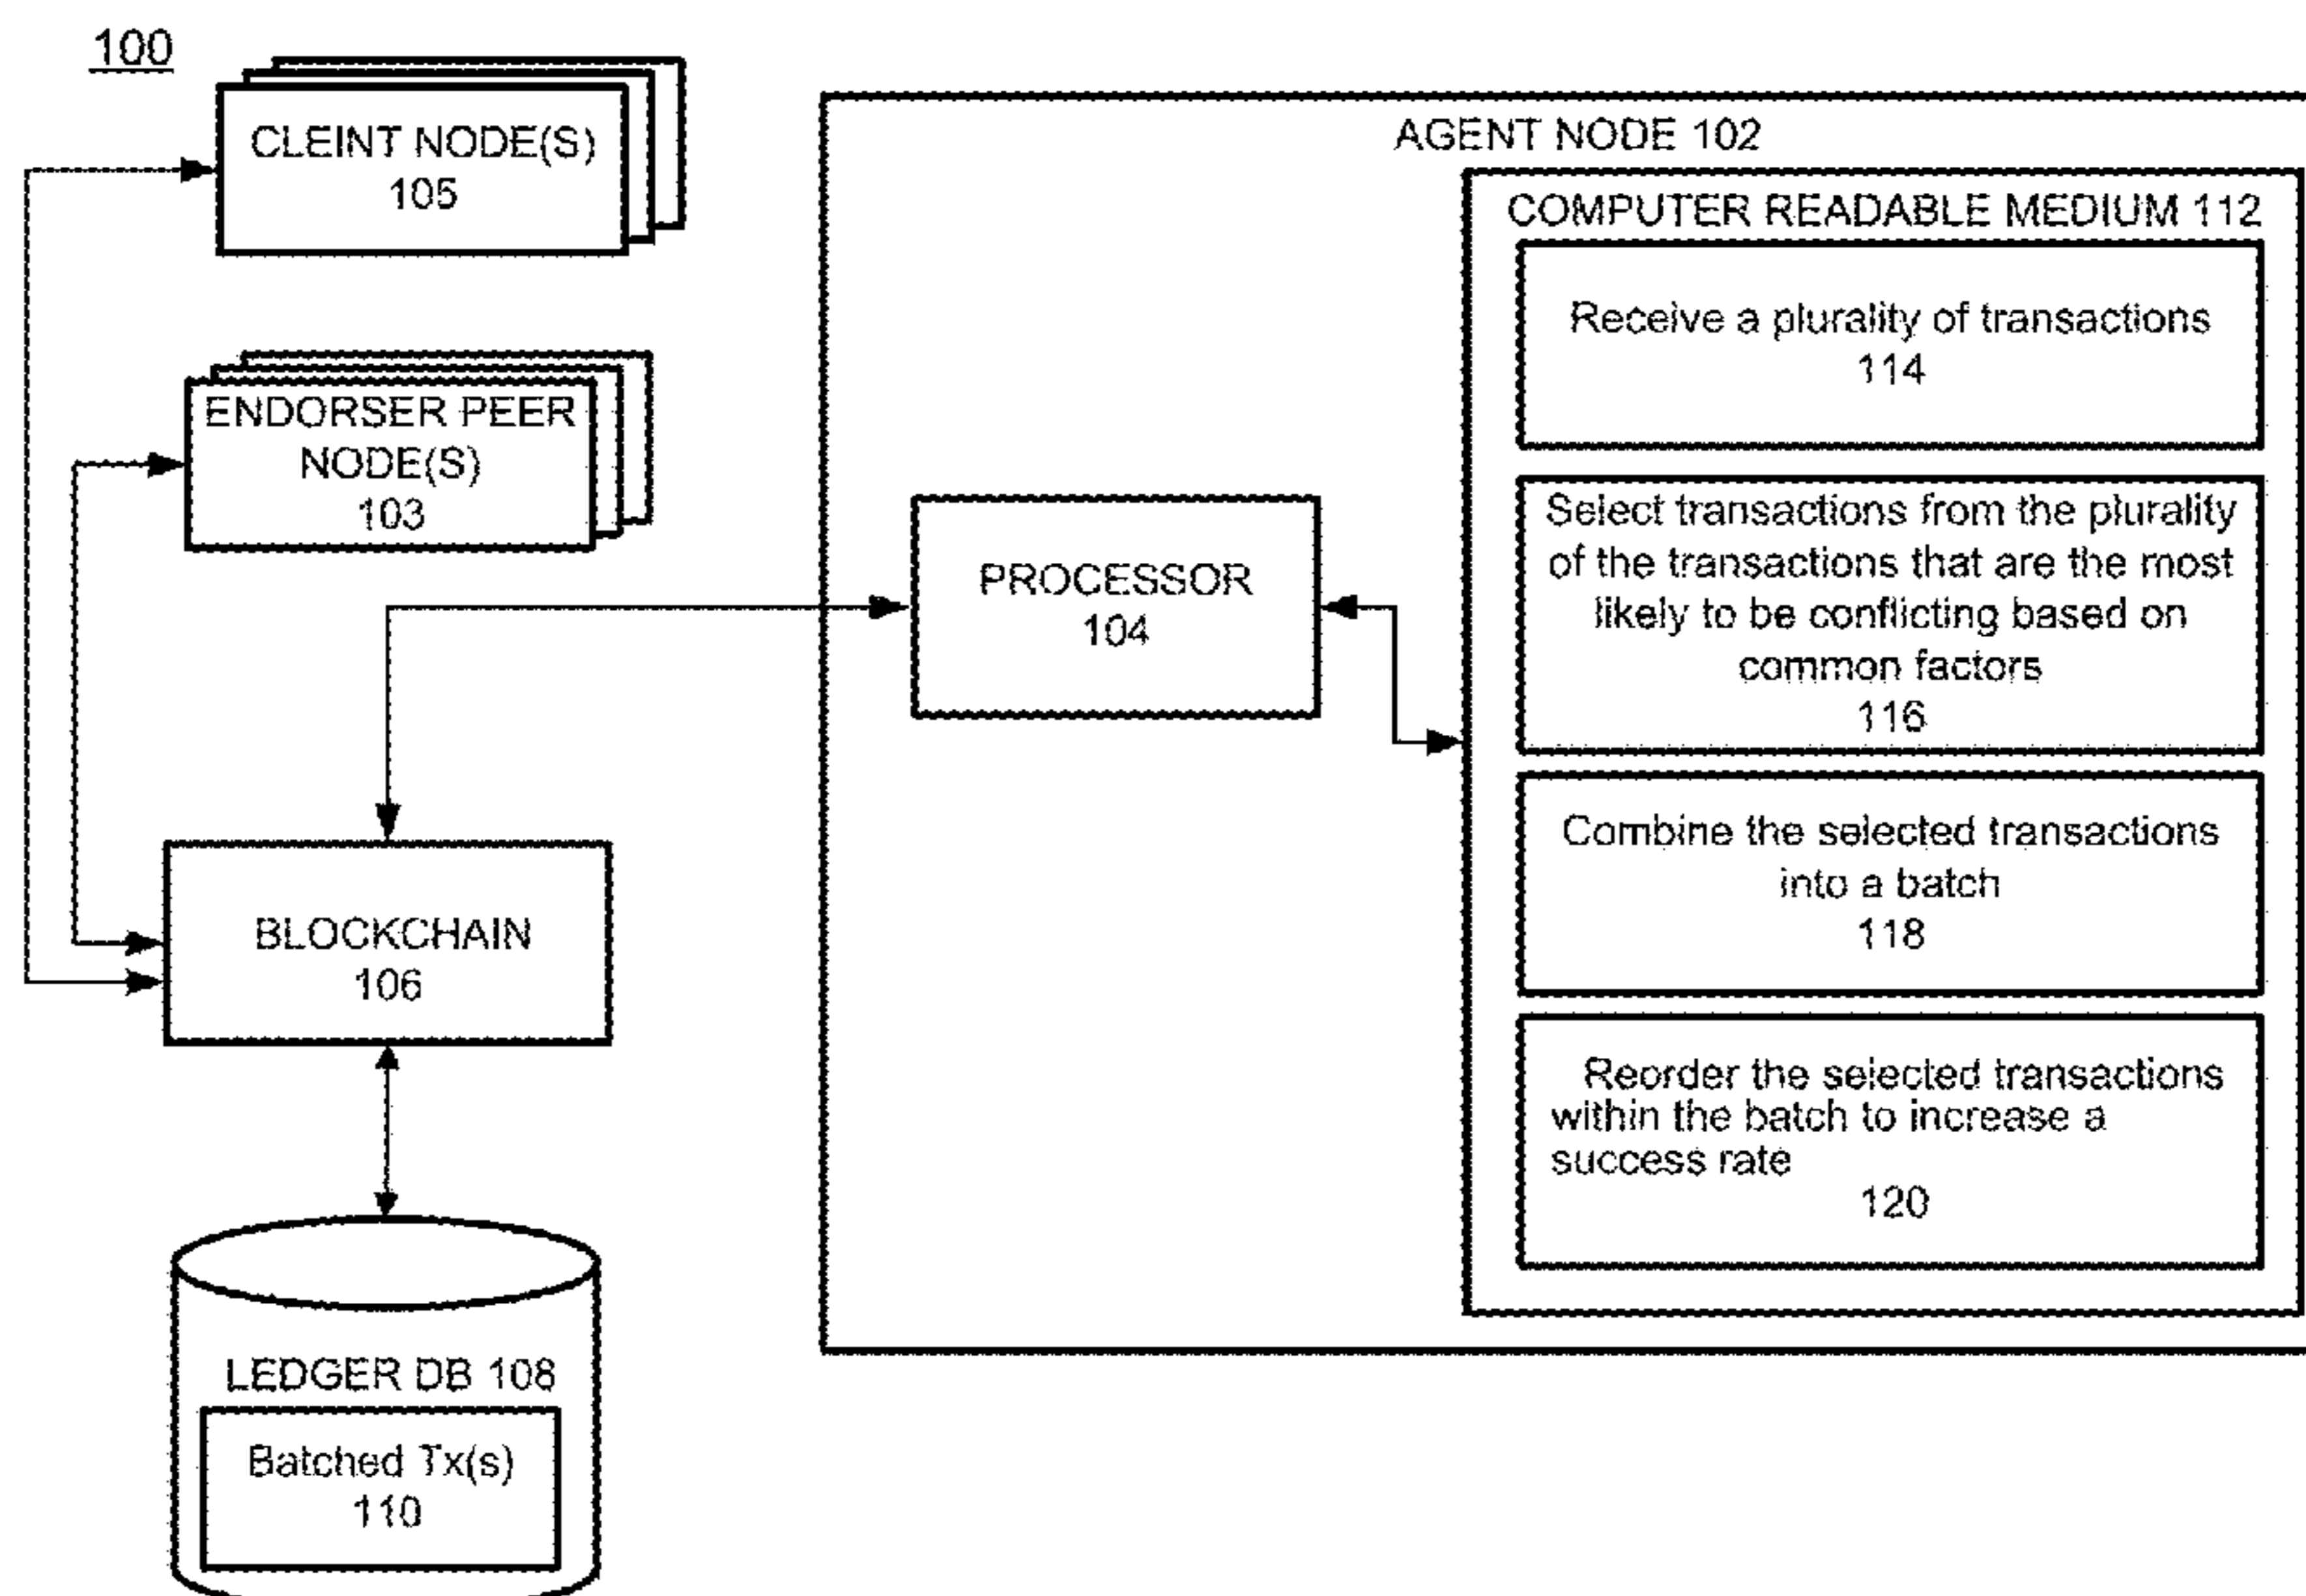 100
CLEINT NODE(S)
105
ENDORSER PEER
NODE(S)
103
BLOCKCHAIN
106
LEDGER DB 108
Batched Tx(s)
110
AGENT NODE 102
PROCESSOR
104
COMPUTER READABLE MEDIUM 112
Receive a plurality of transactions
114
Select transactions from the plurality
of the transactions that are the most
likely to be conflicting based on
common factors
116
Combine the selected transactions
into a batch
118
Reorder the selected transactions
within the batch to increase a
success rate
120